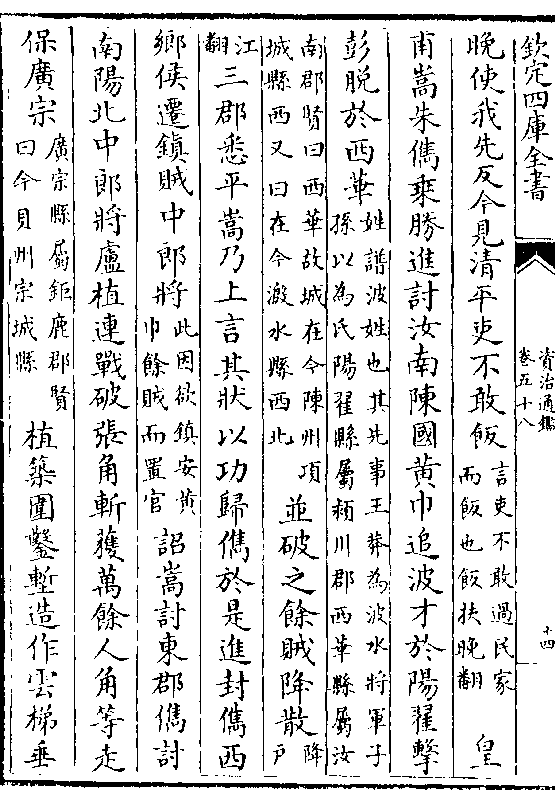 欽定四庫全書
資治通鑑
卷五十八
十四
晚使我先反今見清平吏不敢飯言吏不敢過民家而飯也飯扶晚翻 皇
甫嵩朱儁乘勝進討汝南陳國黃巾追波才於陽翟擊
彭脫於西華姓譜波姓也其先事王莽為波水將軍子孫以為氏陽翟縣屬潁川郡西華縣屬汝
南郡賢曰西華故城在今陳州項城縣西又曰在今溵水縣西北並破之餘賊降散降戶
江翻三郡悉平嵩乃上言其狀以功歸儁於是進封儁西
鄉侯遷鎮賊中郎將此因欲鎮安黃巾餘賊而置官詔嵩討東郡儁討
南陽北中郎將盧植連戰破張角斬獲萬餘人角等走
保廣宗廣宗縣屬鉅鹿郡賢曰今貝州宗城縣植築圍鑿塹造作雲梯垂